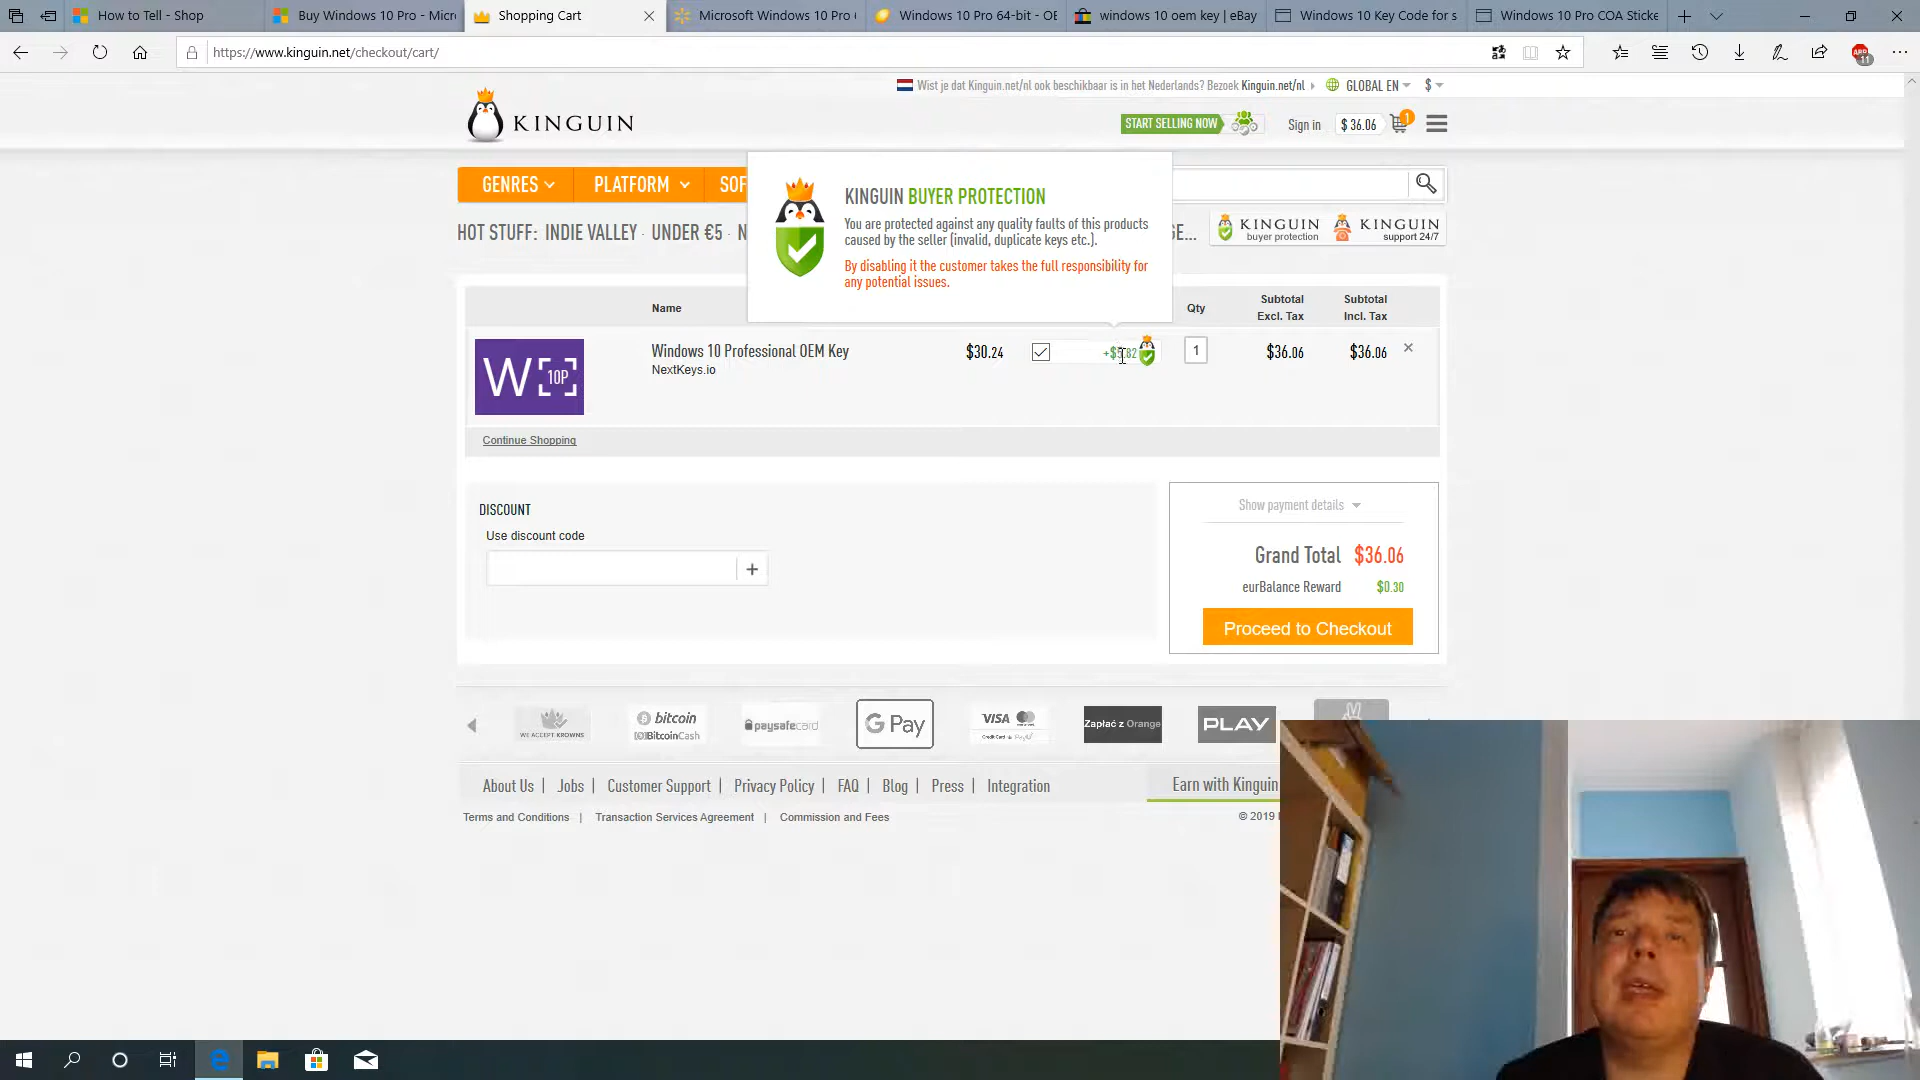 How to Tell - Shop
Buy Windows 10 Pro - Micr
Shopping Cart
Microsoft Windows 10 Pro
Windows 10 Pro 64-bit - OE
windows 10 oem key | eBay
Windows 10 Key Code for s
Windows 10 Pro COA Sticke
https://www.kinguin.net/checkout/cart/
ABP
11
Wist je dat Kinguin.net/nl ook beschikbaar is in het Nederlands? Bezoek Kinguin.net/nl
GLOBAL EN
$
KINGUIN
START SELLING NOW
Sign in
$ 36.06
1
GENRES
PLATFORM
SOF
KINGUIN BUYER PROTECTION
You are protected against any quality faults of this products
caused by the seller (invalid, duplicate keys etc.).
By disabling it the customer takes the full responsibility for
any potential issues.
HOT STUFF: INDIE VALLEY · UNDER €5 · N
GE...
KINGUIN
buyer protection
KINGUIN
support 24/7
Name
Qty
Subtotal
Excl. Tax
Subtotal
Incl. Tax
W [10P]
Windows 10 Professional OEM Key
NextKeys.io
$30.24
+$5.82
1
$36.06
$36.06
Continue Shopping
DISCOUNT
Use discount code
+
Show payment details
Grand Total $36.06
eurBalance Reward $0.30
Proceed to Checkout
WE ACCEPT KROWNS
bitcoin
BitcoinCash
paysafecard
G Pay
VISA
Zapłać z Orange
PLAY
About Us | Jobs | Customer Support | Privacy Policy | FAQ | Blog | Press | Integration
Earn with Kinguin
Terms and Conditions | Transaction Services Agreement | Commission and Fees
© 2019